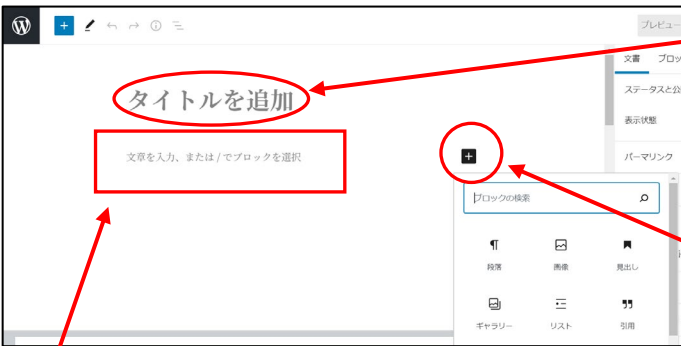 プレビュー
文書 ブロッ
ステータスと公
タイトルを追加
表示状態
文章を入力、または / でブロックを選択
パーマリンク
ブロックの検索
段落 画像 見出し
ギャラリー リスト 引用